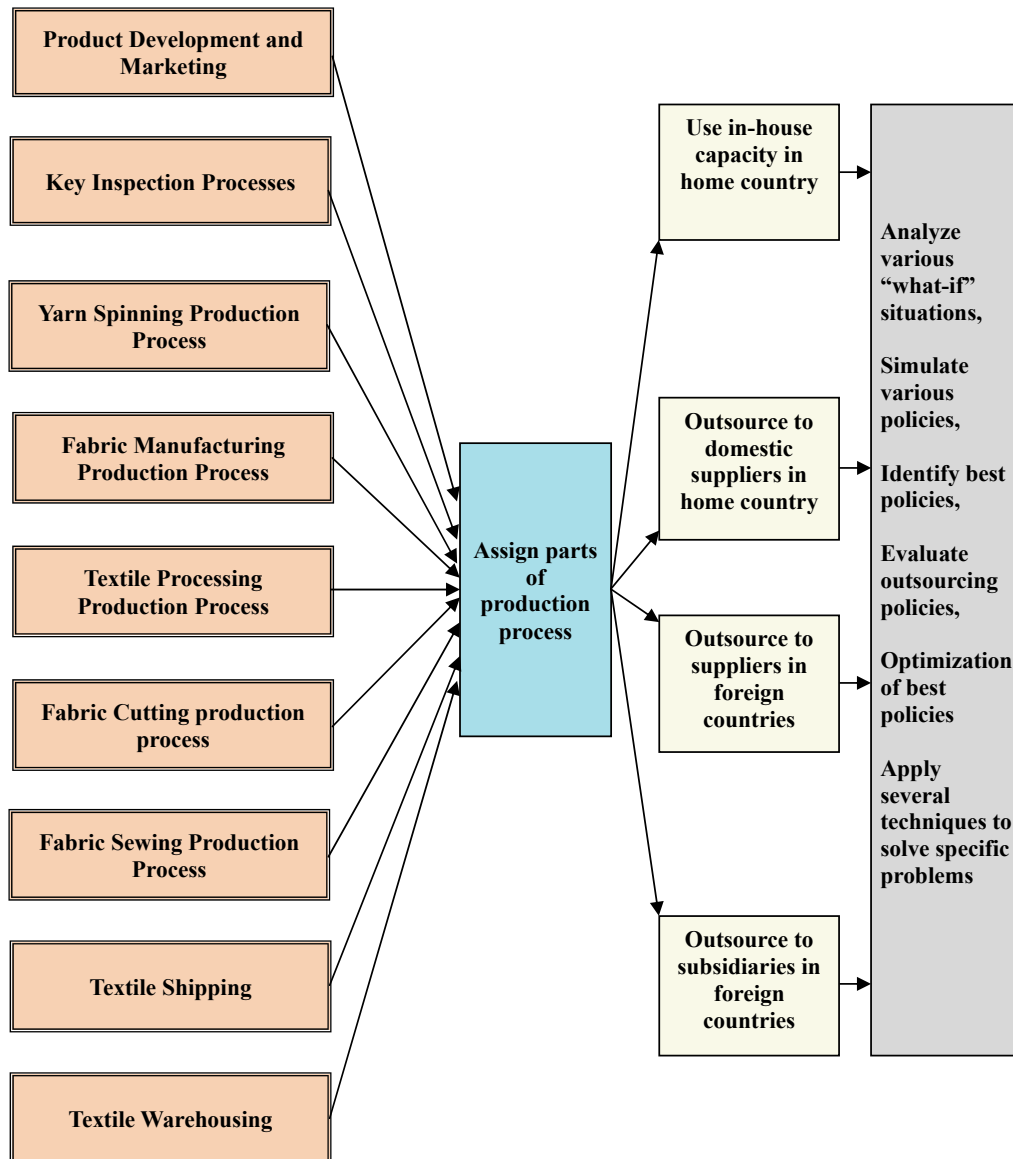 Product Development and
Marketing
Key Inspection Processes
Yarn Spinning Production
Process
Fabric Manufacturing
Production Process
Textile Processing
Production Process
Fabric Cutting production
process
Fabric Sewing Production
Process
Textile Shipping
Textile Warehousing
Assign parts
of
production
process
Use in-house
capacity in
home country
Outsource to
domestic
suppliers in
home country
Outsource to
suppliers in
foreign
countries
Outsource to
subsidiaries in
foreign
countries
Analyze
various
“what-if”
situations,
Simulate
various
policies,
Identify best
policies,
Evaluate
outsourcing
policies,
Optimization
of best
policies
Apply
several
techniques to
solve specific
problems